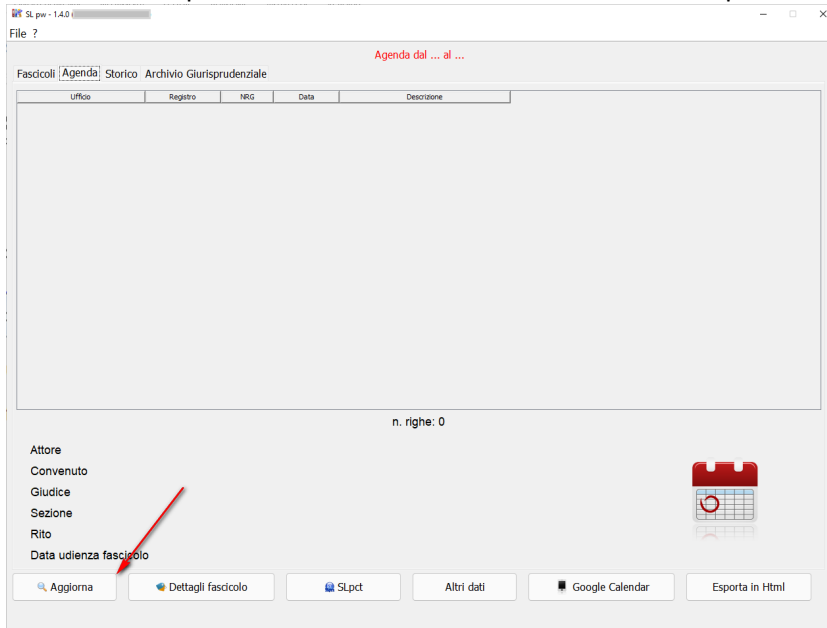 SL pw - 1.4.0
File ?
Agenda dal ... al ...
Fascicoli Agenda Storico Archivio Giurisprudenziale
Ufficio Registro NRG Data Descrizione
n. righe: 0
Attore
Convenuto
Giudice
Sezione
Rito
Data udienza fascicolo
Aggiorna Dettagli fascicolo SLpct Altri dati Google Calendar Esporta in Html